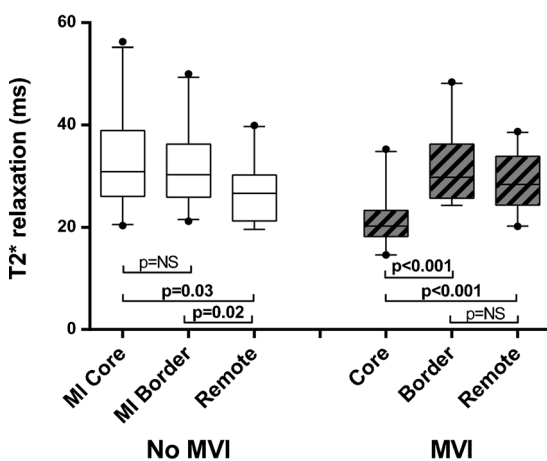 60
40
20
0
T2* relaxation (ms)
p=NS
p=0.03
p=0.02
p<0.001
p<0.001
p=NS
MI Core
MI Border
Remote
Core
Border
Remote
No MVI
MVI